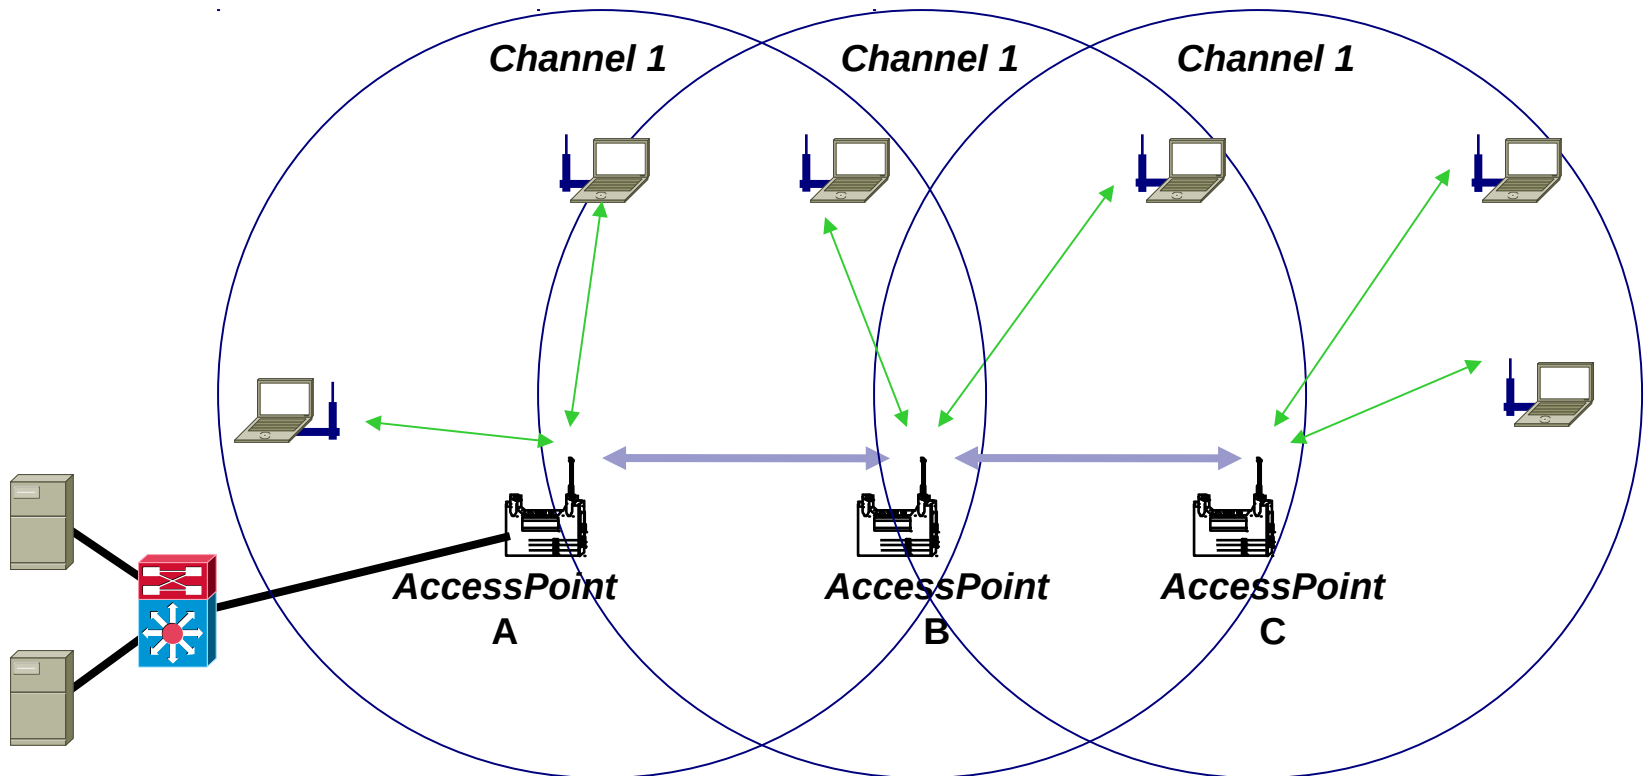 Channel 1
Channel 1
Channel 1
AccessPoint
A
AccessPoint
B
AccessPoint
C